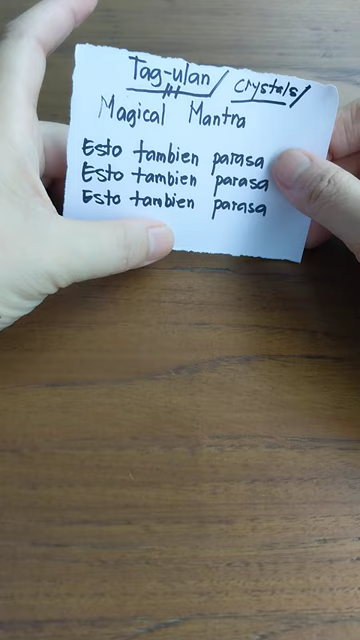 Tag-ulan / crystals/
Magical Mantra
Esto tambien parasa
Esto tambien parasa
Esto tambien parasa